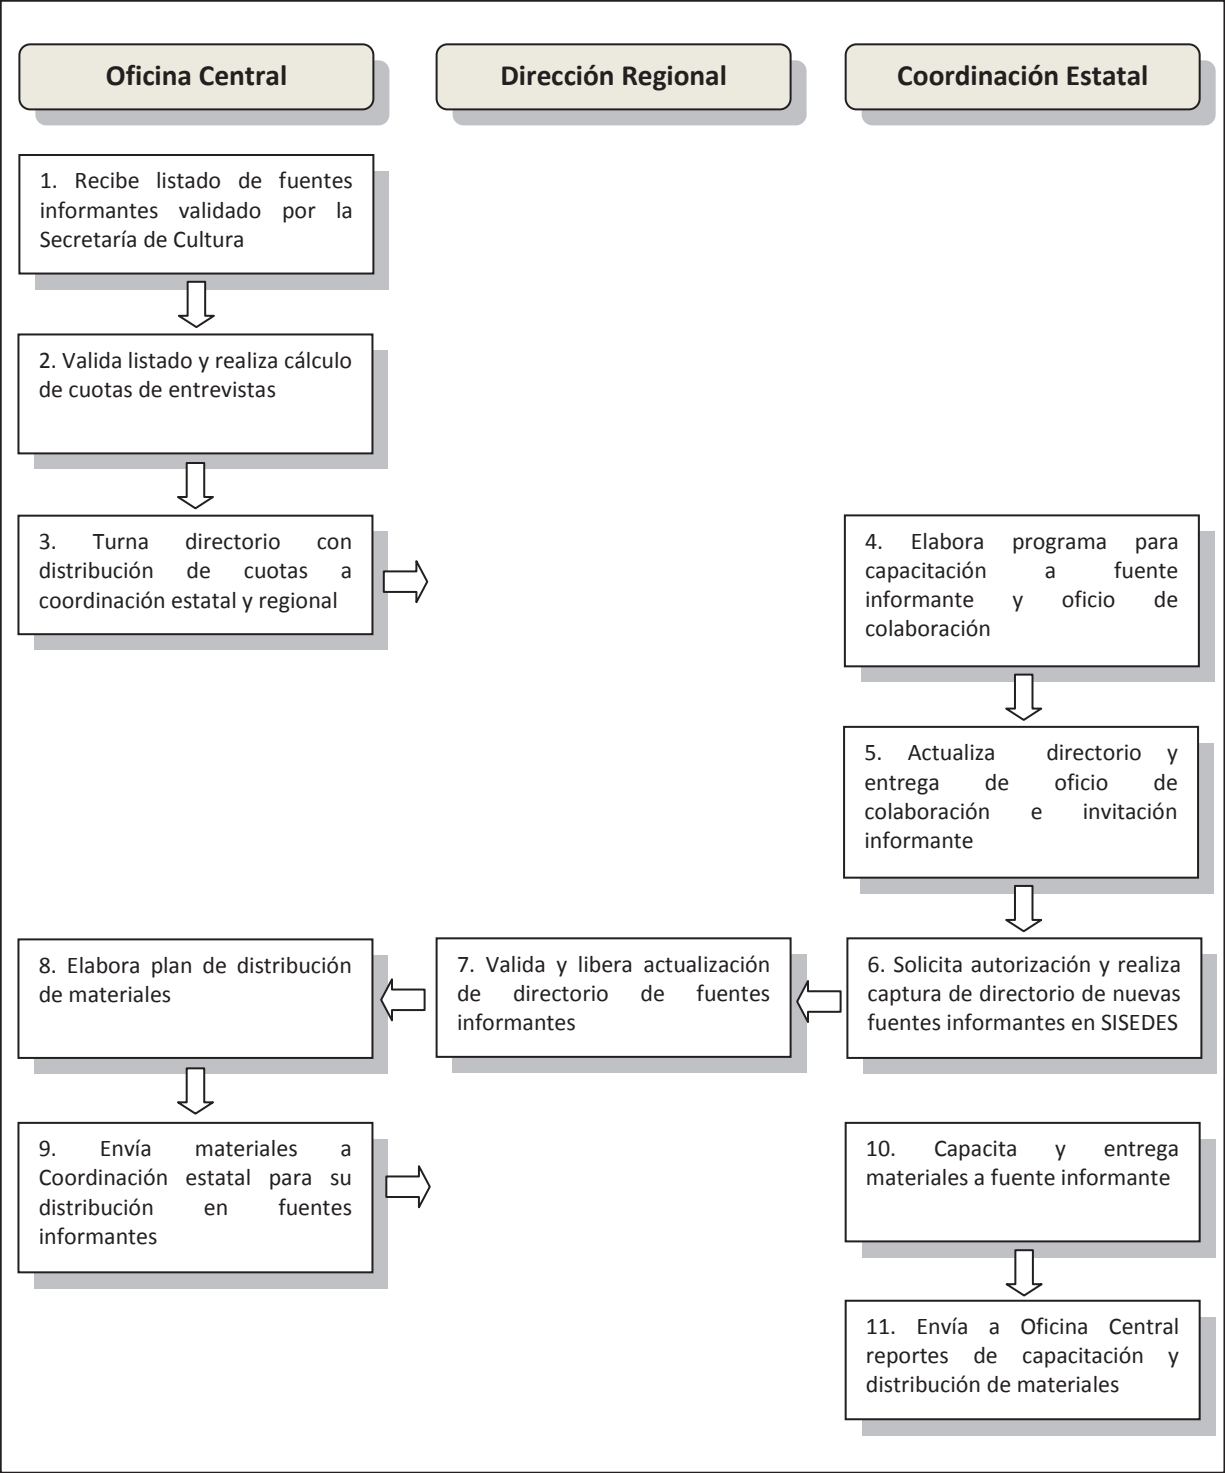 Oficina Central
Dirección Regional
Coordinación Estatal
1. Recibe listado de fuentes
informantes validado por la
Secretaría de Cultura
2. Valida listado y realiza cálculo
de cuotas de entrevistas
3. Turna directorio con
distribución de cuotas a
coordinación estatal y regional
4. Elabora programa para
capacitación a fuente
informante y oficio de
colaboración
5. Actualiza directorio y
entrega de oficio de
colaboración e invitación
informante
6. Solicita autorización y realiza
captura de directorio de nuevas
fuentes informantes en SISEDES
7. Valida y libera actualización
de directorio de fuentes
informantes
8. Elabora plan de distribución
de materiales
9. Envía materiales a
Coordinación estatal para su
distribución en fuentes
informantes
10. Capacita y entrega
materiales a fuente informante
11. Envía a Oficina Central
reportes de capacitación y
distribución de materiales